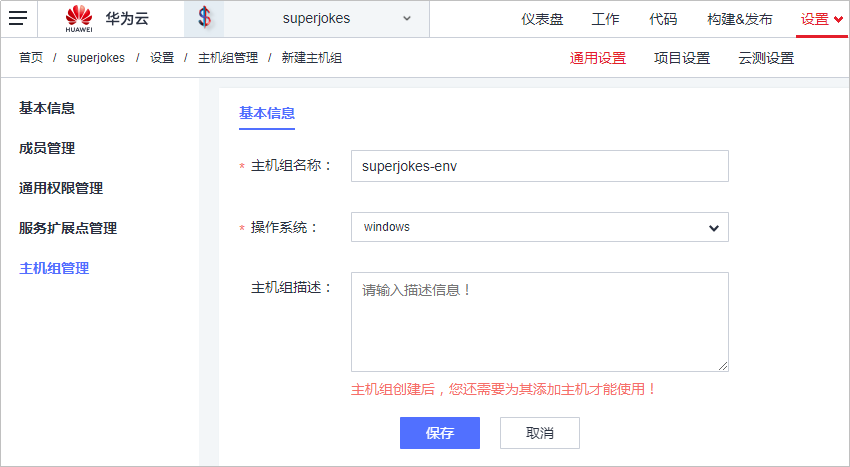 HUAWEI 华为云 superjokes 仪表盘 工作 代码 构建&发布 设置
首页 / superjokes / 设置 / 主机组管理 / 新建主机组 通用设置 项目设置 云测设置
基本信息
成员管理
通用权限管理
服务扩展点管理
主机组管理
基本信息
* 主机组名称： superjokes-env
* 操作系统： windows
主机组描述： 请输入描述信息！
主机组创建后，您还需要为其添加主机才能使用！
保存 取消